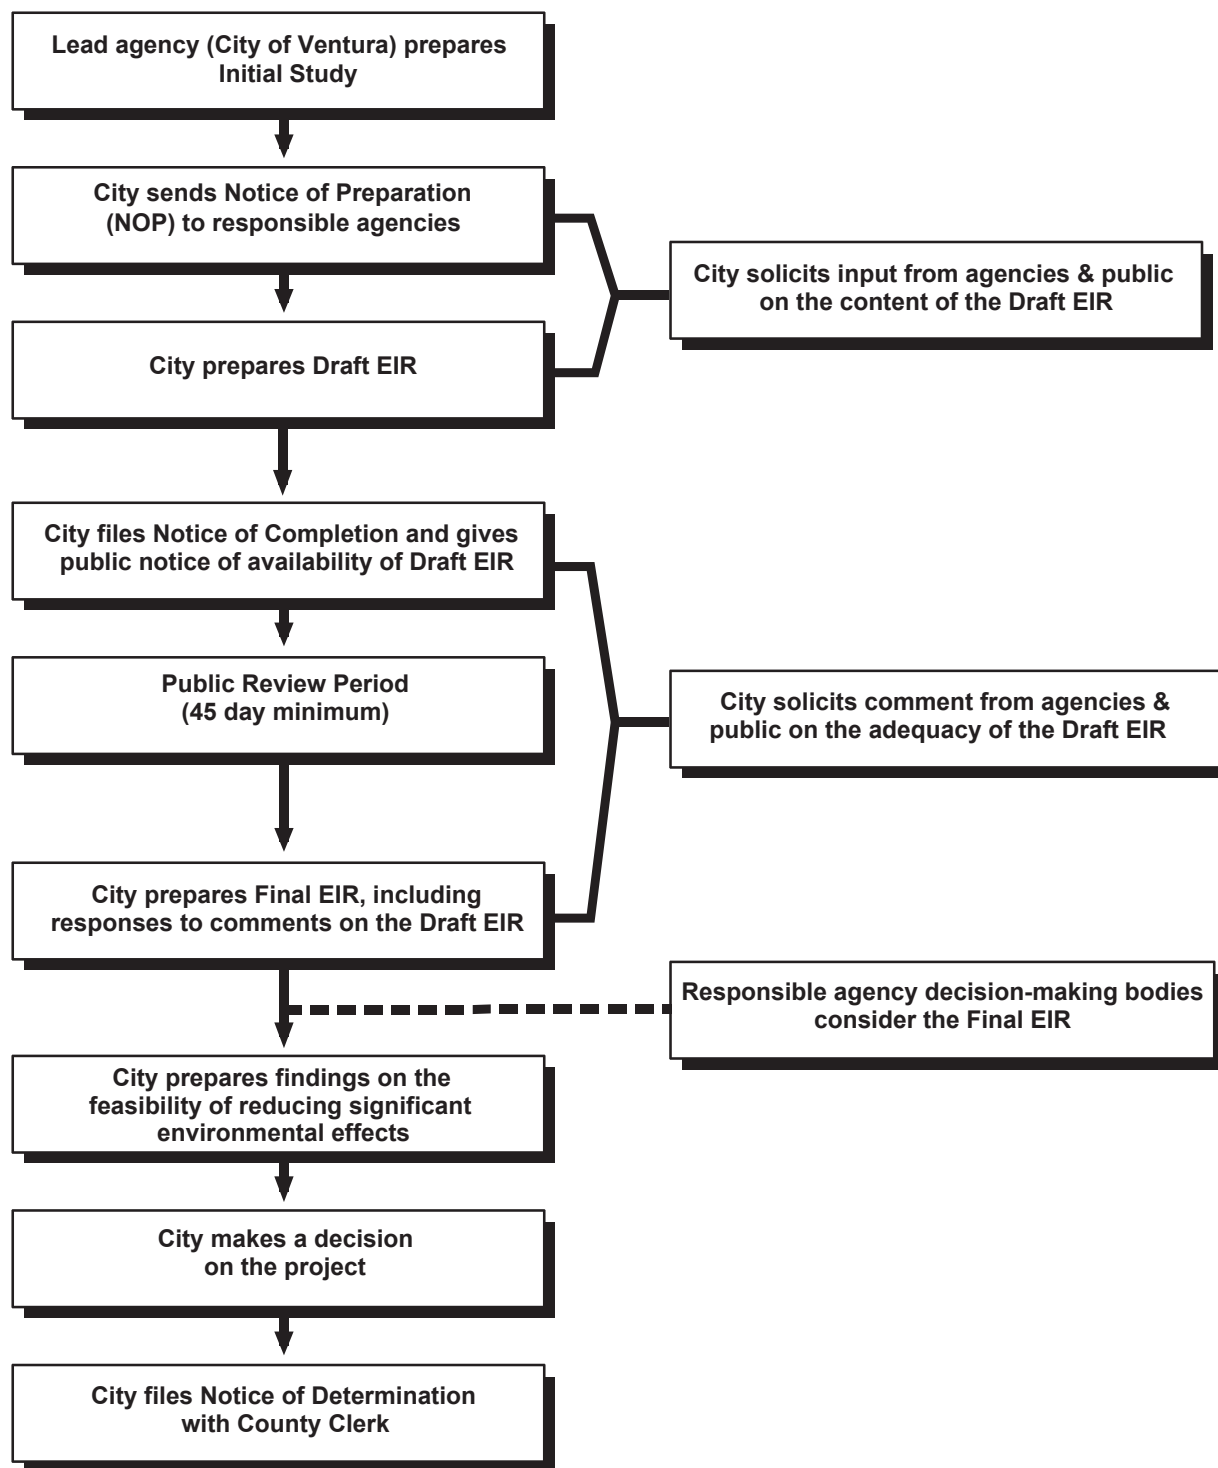 Lead agency (City of Ventura) prepares
Initial Study
City sends Notice of Preparation
(NOP) to responsible agencies
City solicits input from agencies & public
on the content of the Draft EIR
City prepares Draft EIR
City files Notice of Completion and gives
public notice of availability of Draft EIR
Public Review Period
(45 day minimum)
City solicits comment from agencies &
public on the adequacy of the Draft EIR
City prepares Final EIR, including
responses to comments on the Draft EIR
Responsible agency decision-making bodies
consider the Final EIR
City prepares findings on the
feasibility of reducing significant
environmental effects
City makes a decision
on the project
City files Notice of Determination
with County Clerk